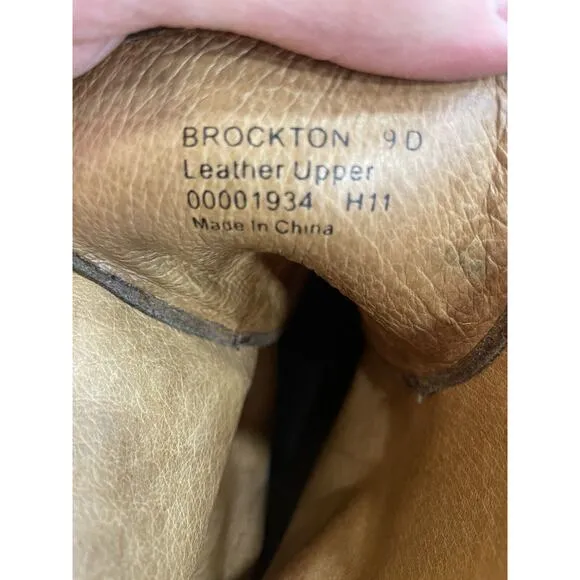 BROCKTON 9D
Leather Upper
00001934 H11
Made In China